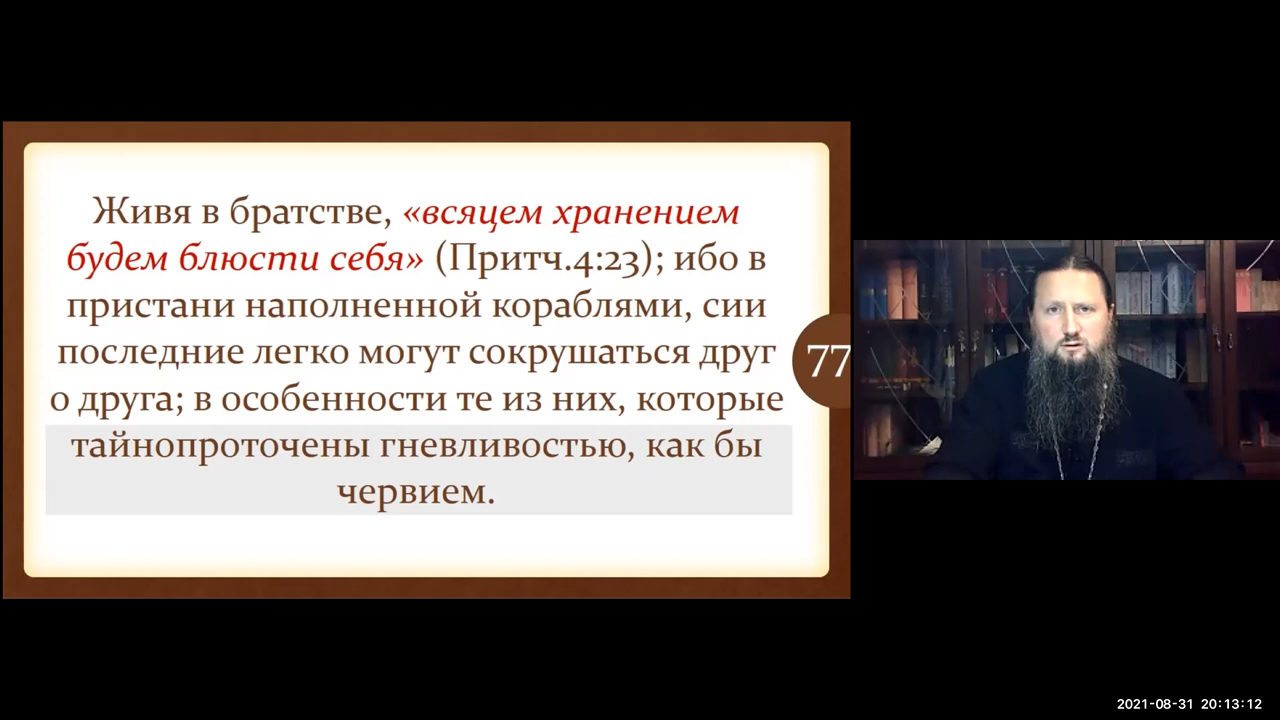 Живя в братстве, «всяцем хранением
будем блюсти себя» (Притч.4:23); ибо в
пристани наполненной кораблями, сии
последние легко могут сокрушаться друг
о друга; в особенности те из них, которые
тайнопроточены гневливостью, как бы
червием.
77
2021-08-31 20:13:12